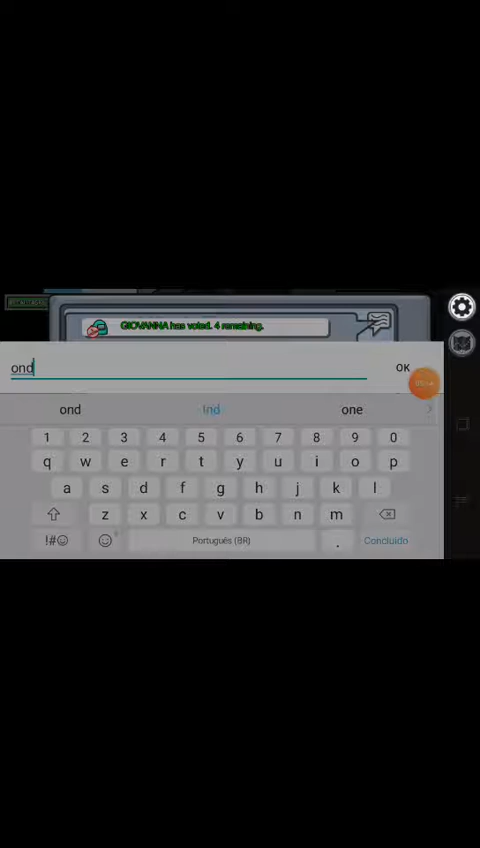 GIOVANNA has voted. 4 remaining.
ond
OK
ond Ind one
1 2 3 4 5 6 7 8 9 0
q w e r t y u i o p
a s d f g h j k l
z x c v b n m
!#☺ Português (BR) . Concluído